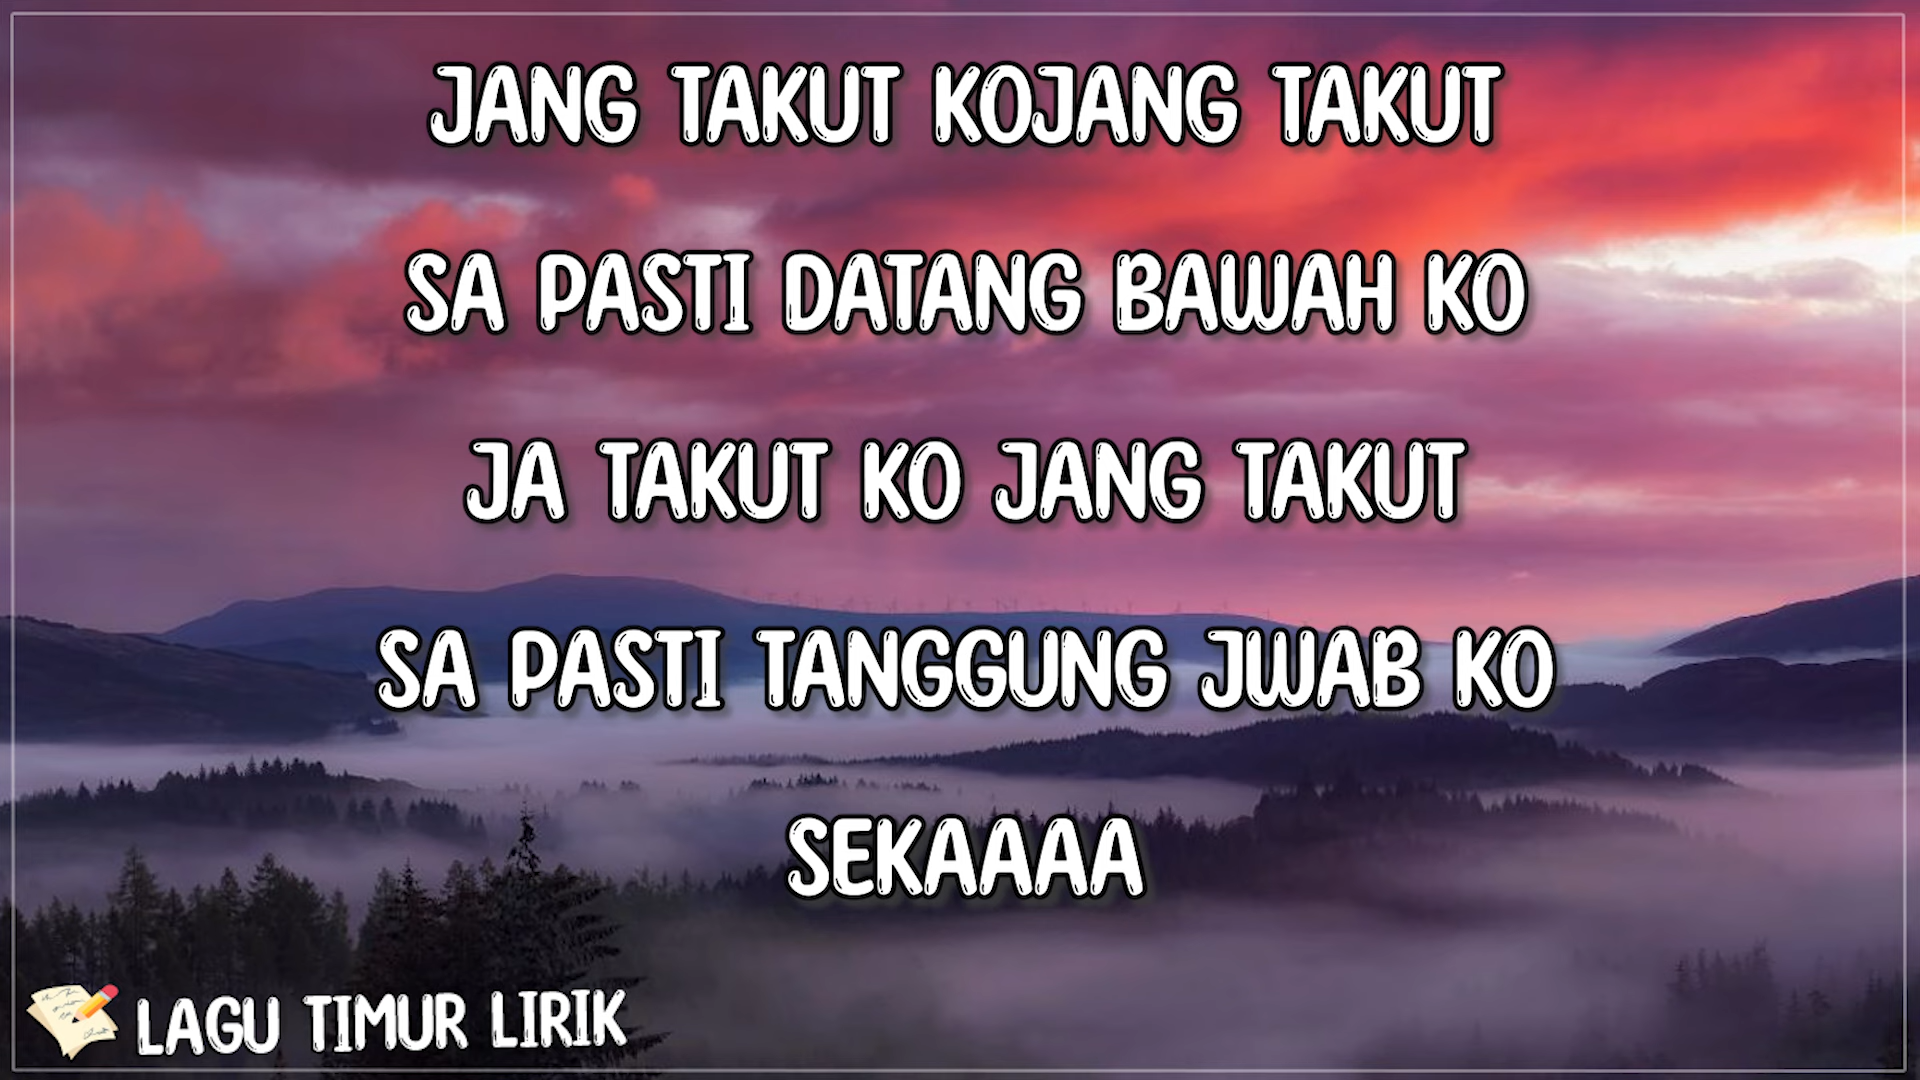 JANG TAKUT KOJANG TAKUT
SA PASTI DATANG BAWAH KO
JA TAKUT KO JANG TAKUT
SA PASTI TANGGUNG JWAB KO
SEKAAAA
LAGU TIMUR LIRIK